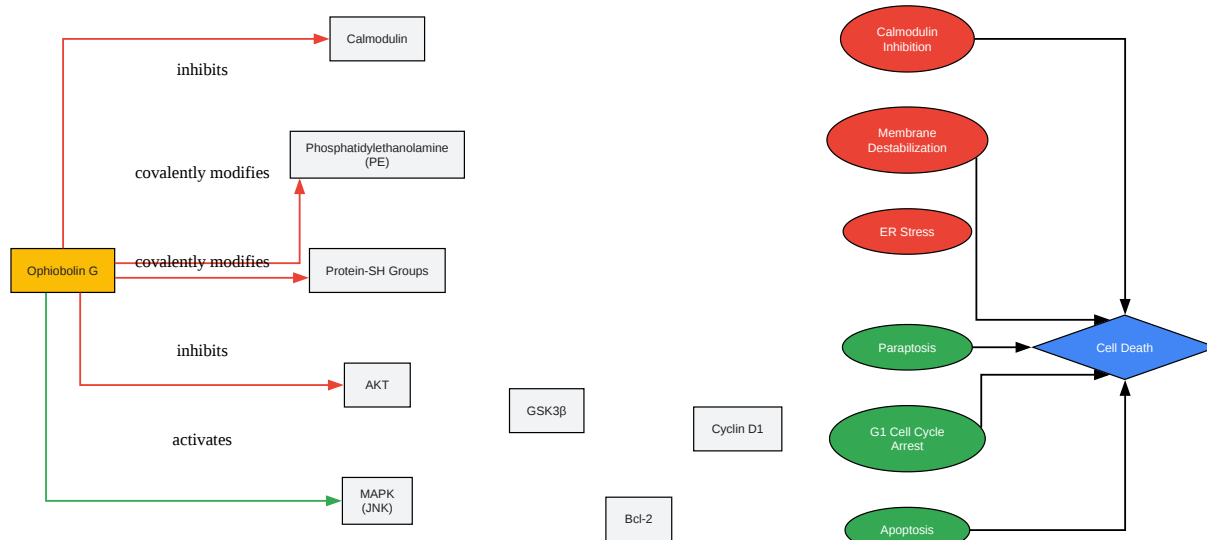 Calmodulin
inhibits
Calmodulin
Inhibition
Phosphatidylethanolamine
(PE)
covalently modifies
Membrane
Destabilization
ER Stress
Ophiobolin G
covalently modifies
Protein-SH Groups
inhibits
Paraptosis
Cell Death
AKT
GSK3β
Cyclin D1
G1 Cell Cycle
Arrest
activates
MAPK
(JNK)
Bcl-2
Apoptosis